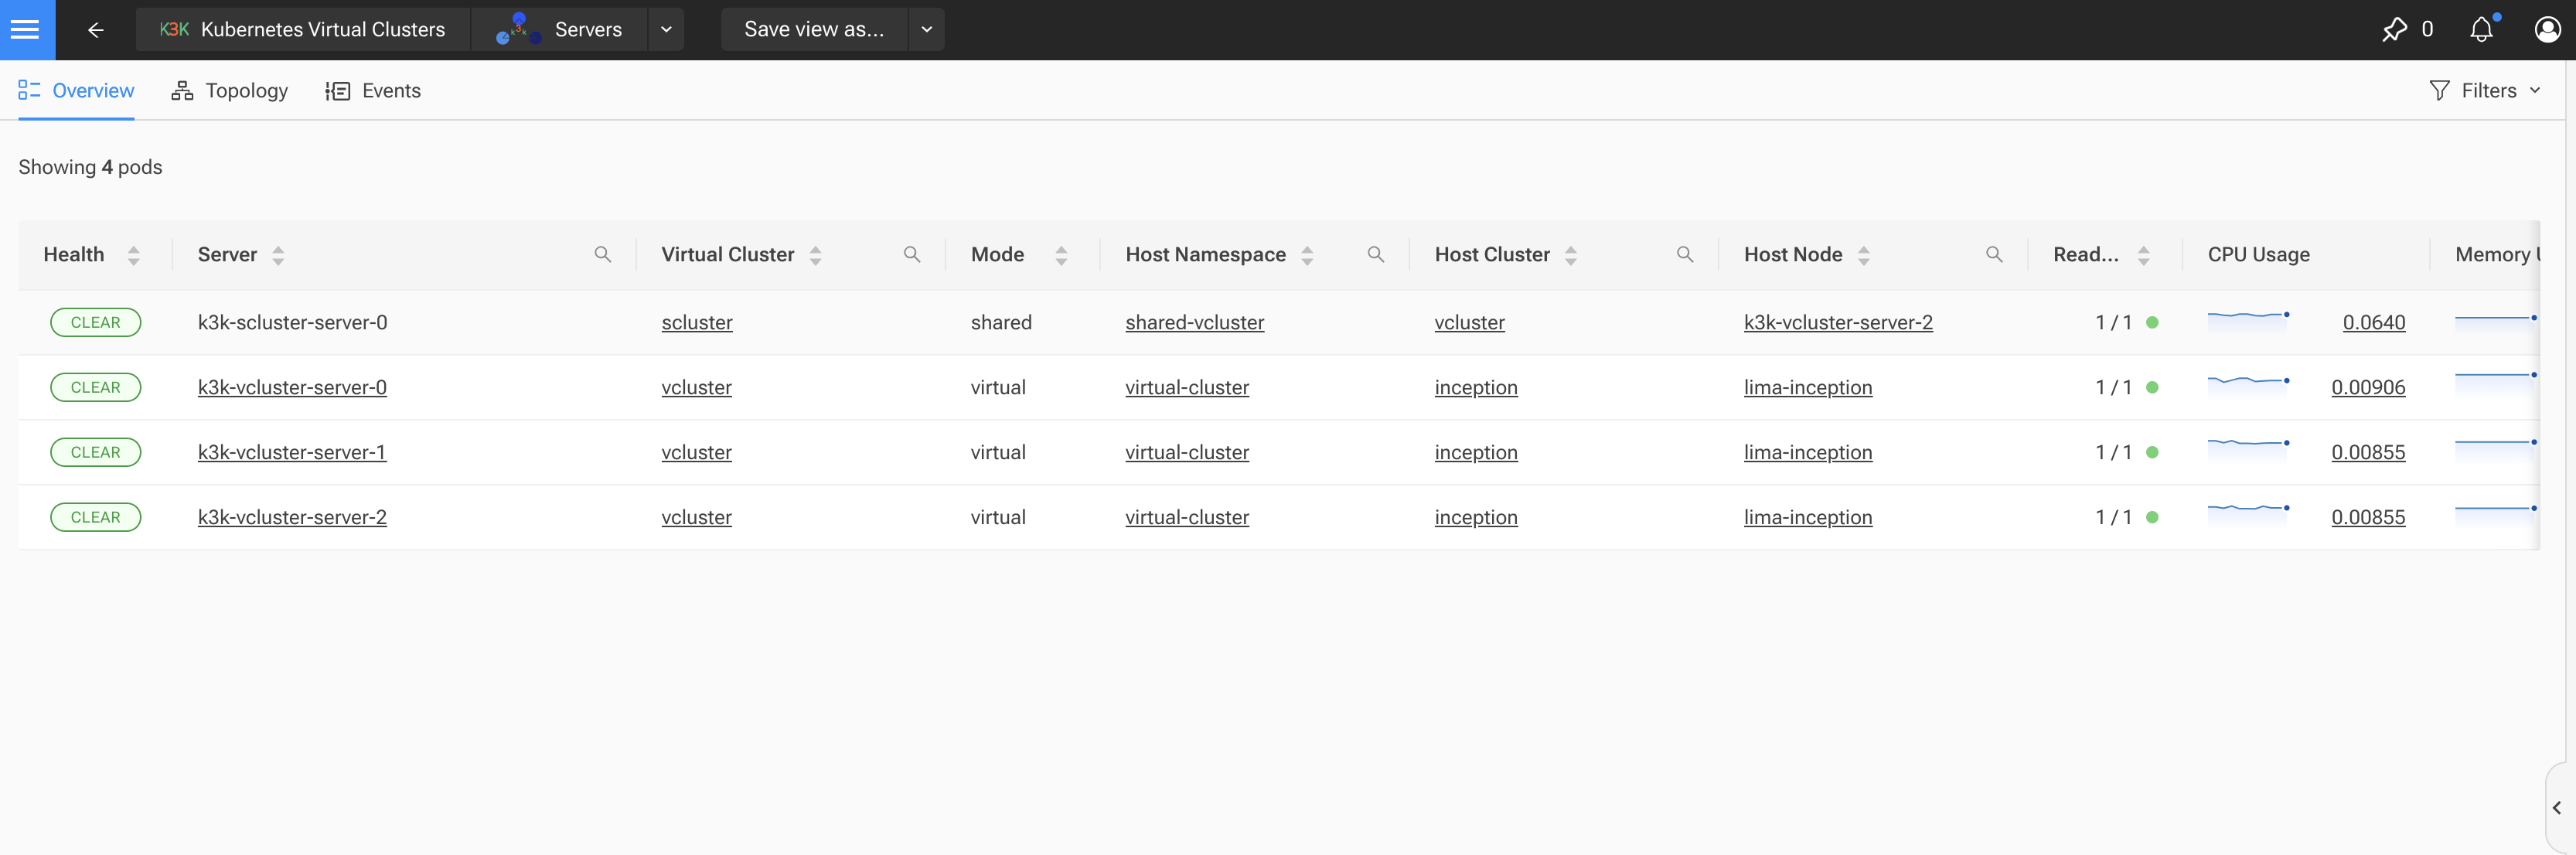 K3K Kubernetes Virtual Clusters k3k Servers Save view as... 0
Overview Topology Events Filters
Showing 4 pods
Health Server Virtual Cluster Mode Host Namespace Host Cluster Host Node Read... CPU Usage Memory U
CLEAR k3k-scluster-server-0 scluster shared shared-vcluster vcluster k3k-vcluster-server-2 1 / 1 0.0640
CLEAR k3k-vcluster-server-0 vcluster virtual virtual-cluster inception lima-inception 1 / 1 0.00906
CLEAR k3k-vcluster-server-1 vcluster virtual virtual-cluster inception lima-inception 1 / 1 0.00855
CLEAR k3k-vcluster-server-2 vcluster virtual virtual-cluster inception lima-inception 1 / 1 0.00855